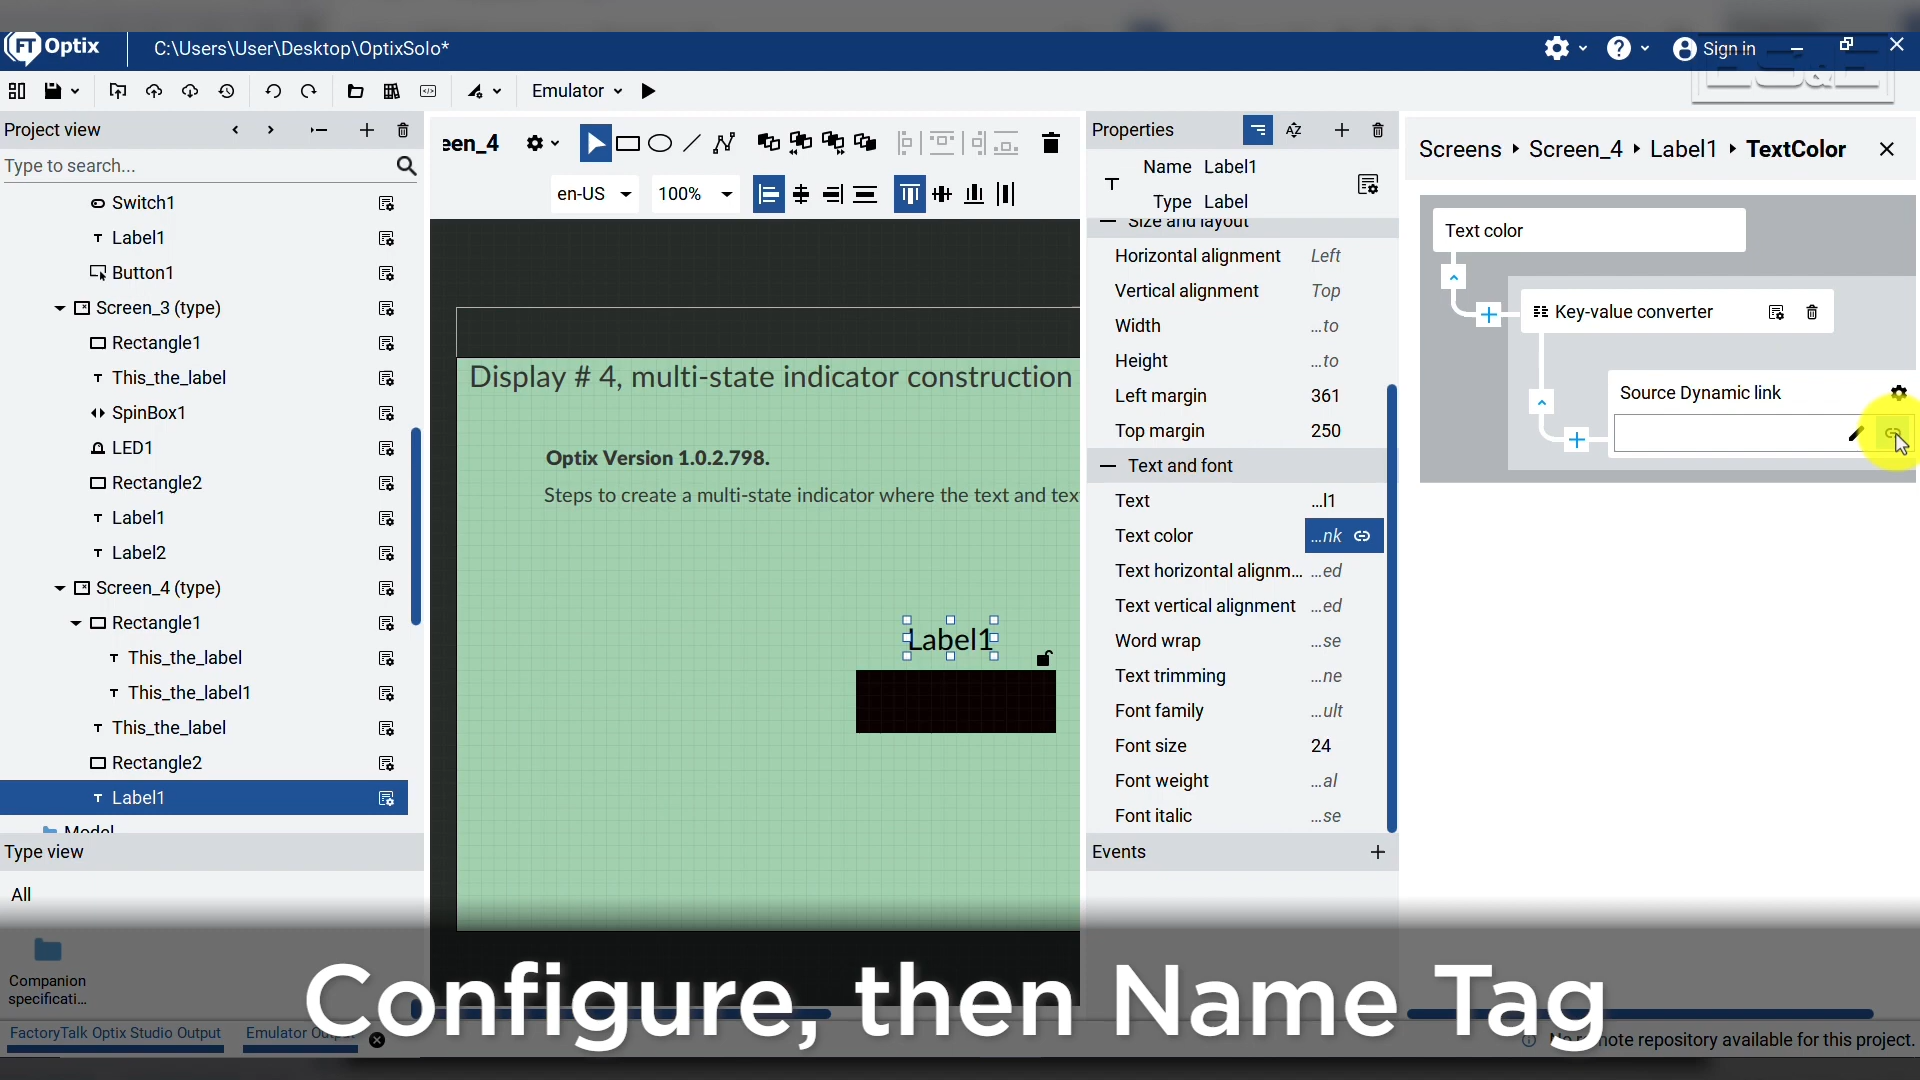 FT Optix
C:\Users\User\Desktop\OptixSolo*
Sign in
Emulator
Project view
Type to search...
Switch1
Label1
Button1
Screen_3 (type)
Rectangle1
This_the_label
SpinBox1
LED1
Rectangle2
Label1
Label2
Screen_4 (type)
Rectangle1
This_the_label
This_the_label1
This_the_label
Rectangle2
Label1
Model
Type view
All
Companion
specificati...
FactoryTalk Optix Studio Output
Emulator
een_4
en-US
100%
Display # 4, multi-state indicator construction
Optix Version 1.0.2.798.
Steps to create a multi-state indicator where the text and tex
Label1
Properties
Name Label1
Type Label
Size and layout
Horizontal alignment Left
Vertical alignment Top
Width ...to
Height ...to
Left margin 361
Top margin 250
Text and font
Text ...l1
Text color ...nk
Text horizontal alignm... ...ed
Text vertical alignment ...ed
Word wrap ...se
Text trimming ...ne
Font family ...ult
Font size 24
Font weight ...al
Font italic ...se
Events
Screens Screen_4 Label1 TextColor
Text color
Key-value converter
Source Dynamic link
Configure, then Name Tag
repository available for this project.